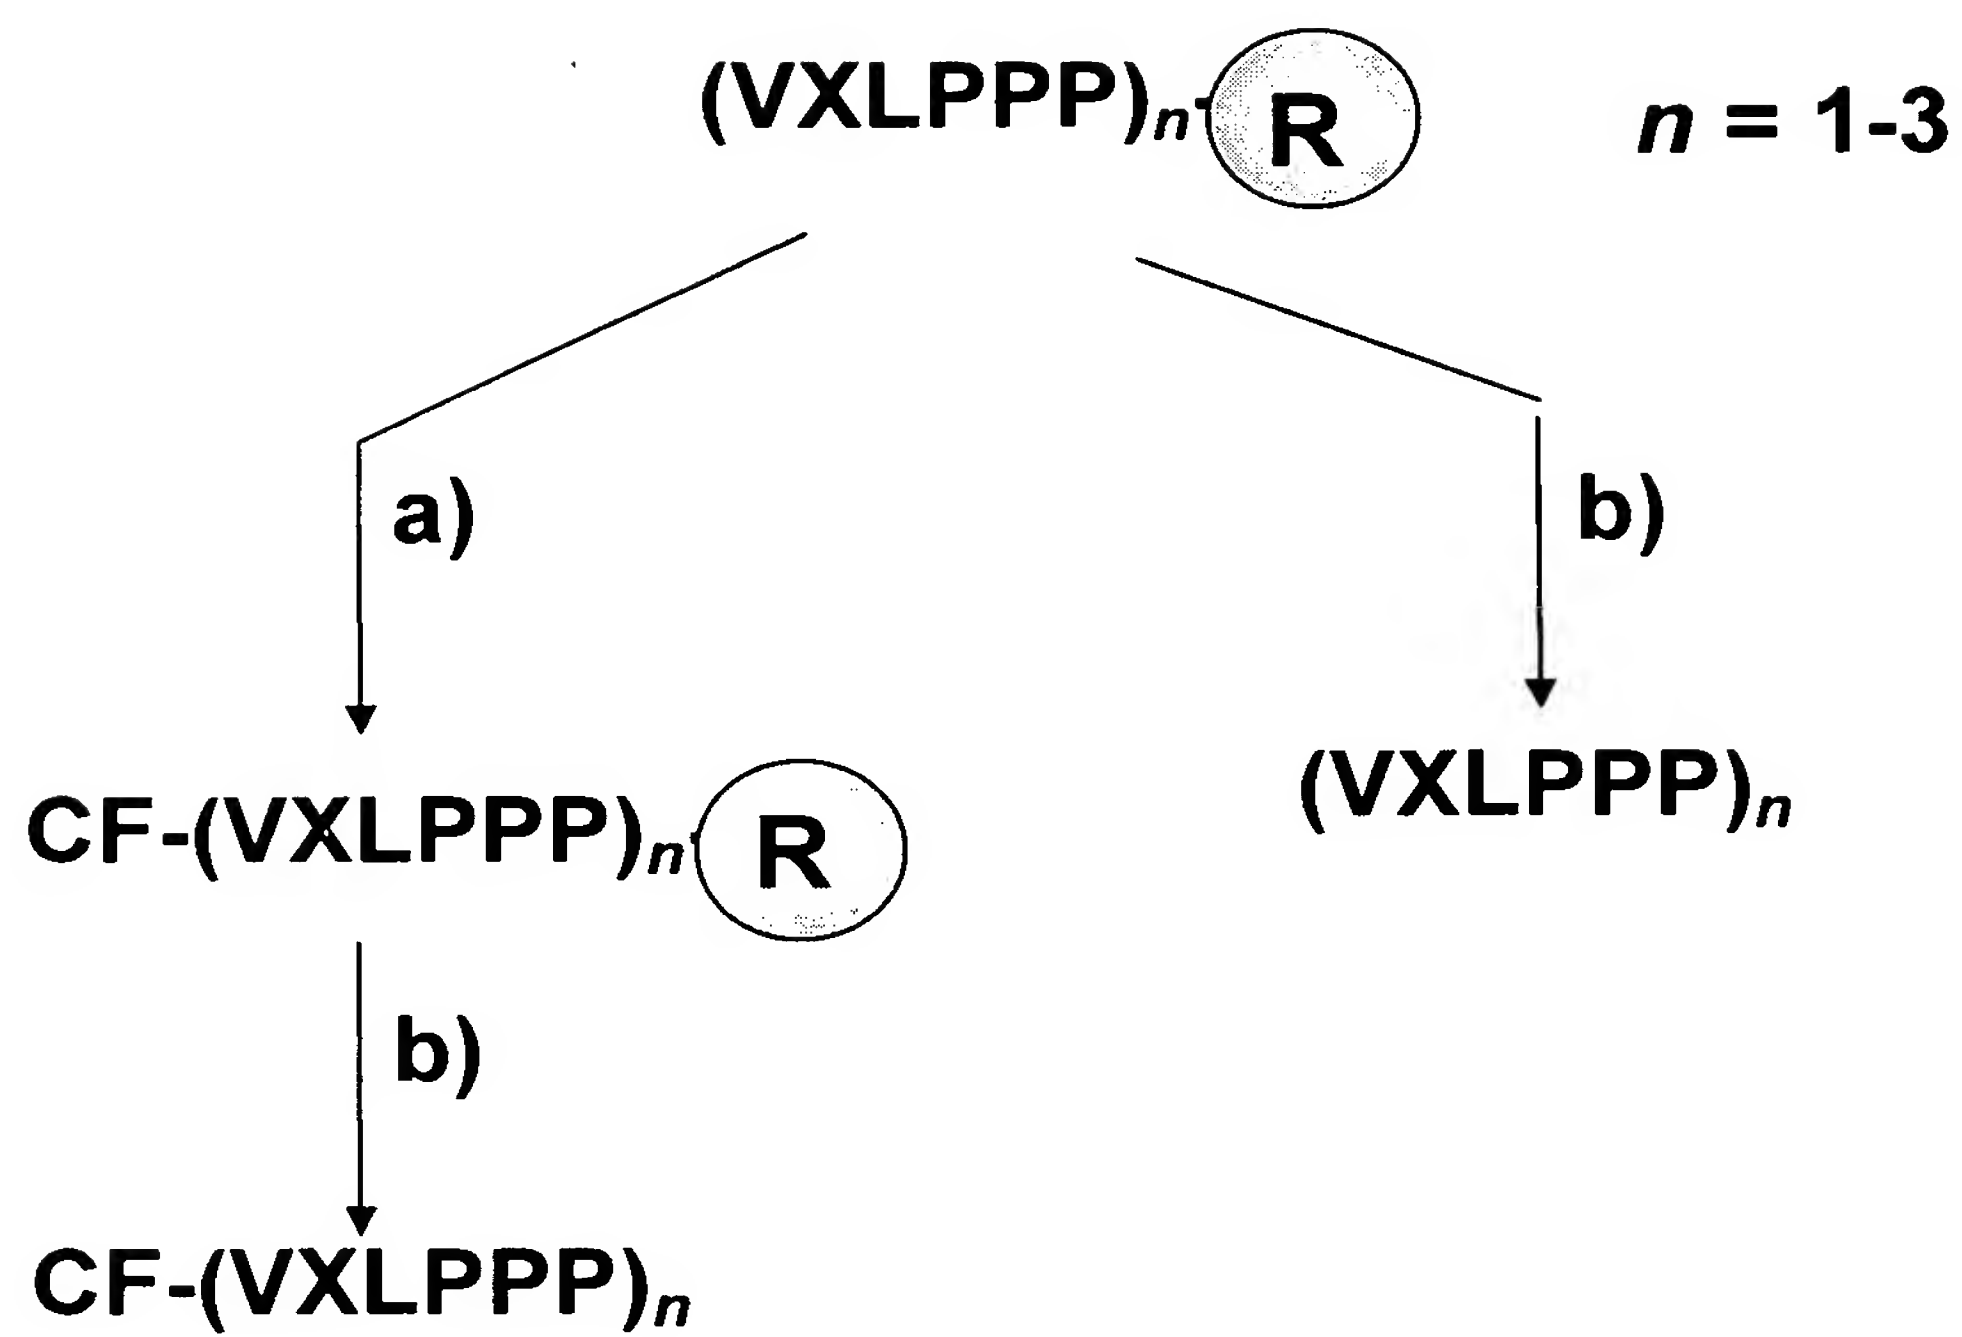 (VXLPPP)n-R n = 1-3
a)
b)
CF-(VXLPPP)n-R
(VXLPPP)n
b)
CF-(VXLPPP)n